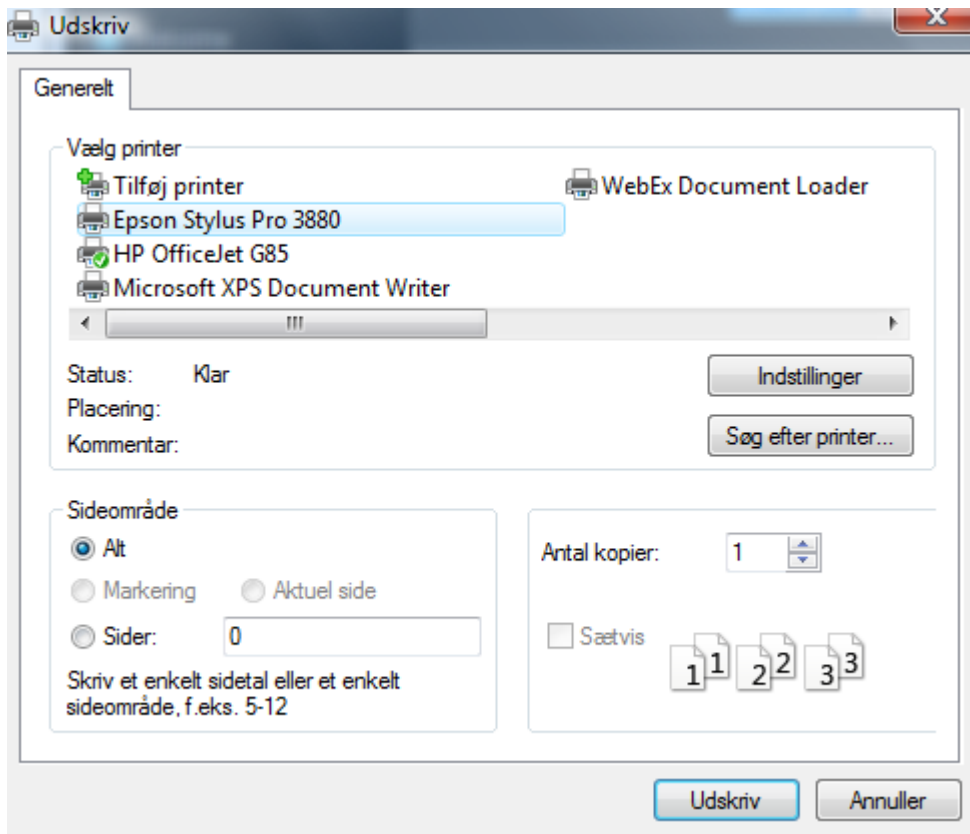 Udskriv
Generelt
Vælg printer
Tilføj printer
WebEx Document Loader
Epson Stylus Pro 3880
HP OfficeJet G85
Microsoft XPS Document Writer
Status: Klar
Indstillinger
Placering:
Kommentar:
Søg efter printer...
Sideområde
Alt
Antal kopier: 1
Markering
Aktuel side
Sider: 0
Sætvis
1 1 2 2 3 3
Skriv et enkelt sidetal eller et enkelt
sideområde, f.eks. 5-12
Udskriv
Annuller